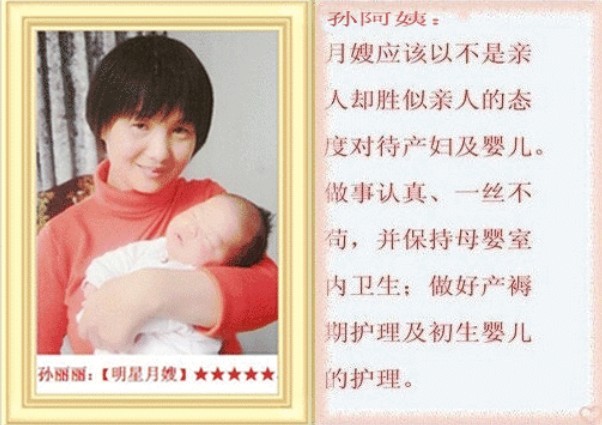 孙丽丽:【明星月嫂】★★★★★
孙阿姨:
月嫂应该以不是亲
人却胜似亲人的态
度对待产妇及婴儿。
做事认真、一丝不
苟，并保持母婴室
内卫生；做好产褥
期护理及初生婴儿
的护理。